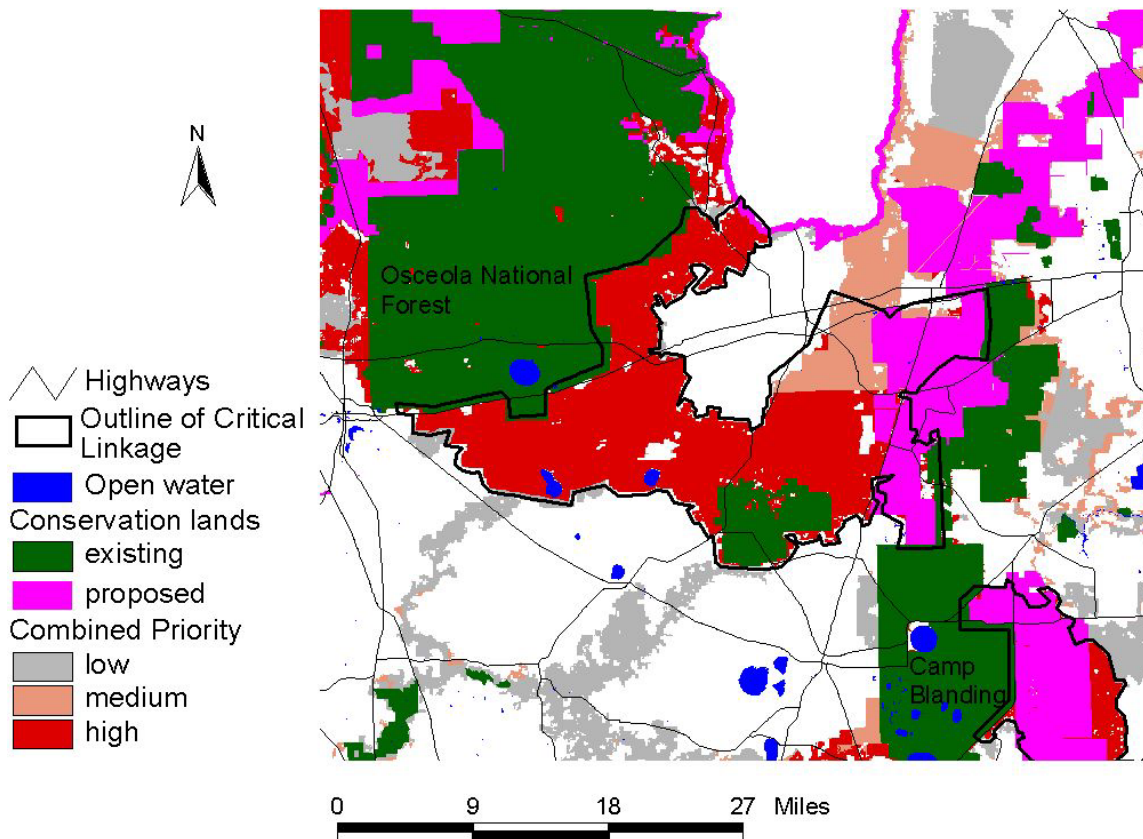 N
Osceola National
Forest
Highways
Outline of Critical
Linkage
Open water
Conservation lands
existing
proposed
Combined Priority
low
medium
high
Camp
Blanding
0 9 18 27 Miles